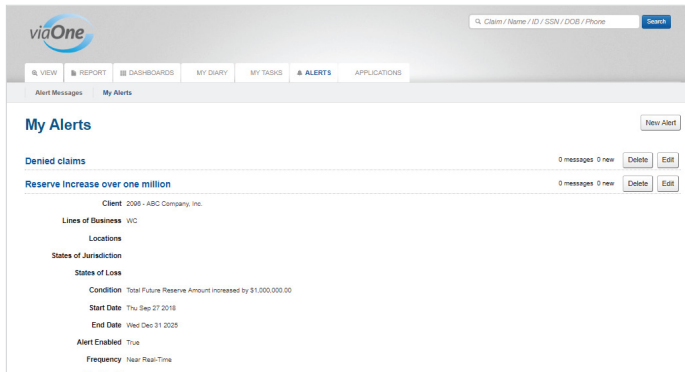 viaOne
Claim / Name / ID / SSN / DOB / Phone
Search
VIEW REPORT DASHBOARDS MY DIARY MY TASKS ALERTS APPLICATIONS
Alert Messages My Alerts
My Alerts
New Alert
Denied claims 0 messages 0 new Delete Edit
Reserve Increase over one million 0 messages 0 new Delete Edit
Client 2098 - ABC Company, Inc.
Lines of Business WC
Locations
States of Jurisdiction
States of Loss
Condition Total Future Reserve Amount increased by $1,000,000.00
Start Date Thu Sep 27 2018
End Date Wed Dec 31 2025
Alert Enabled True
Frequency Near Real-Time